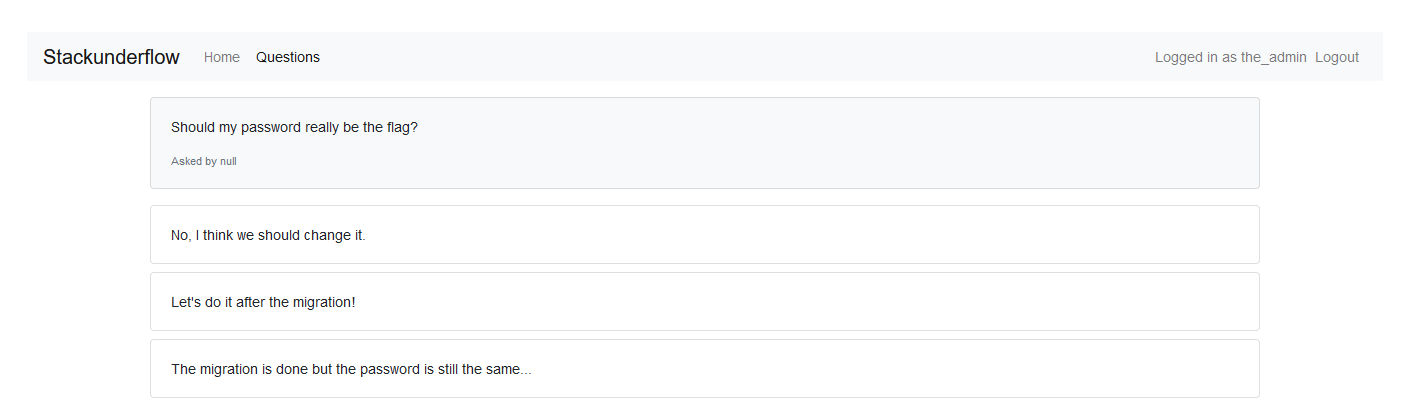 Stackunderflow Home Questions Logged in as the_admin Logout
Should my password really be the flag?
Asked by null
No, I think we should change it.
Let's do it after the migration!
The migration is done but the password is still the same...